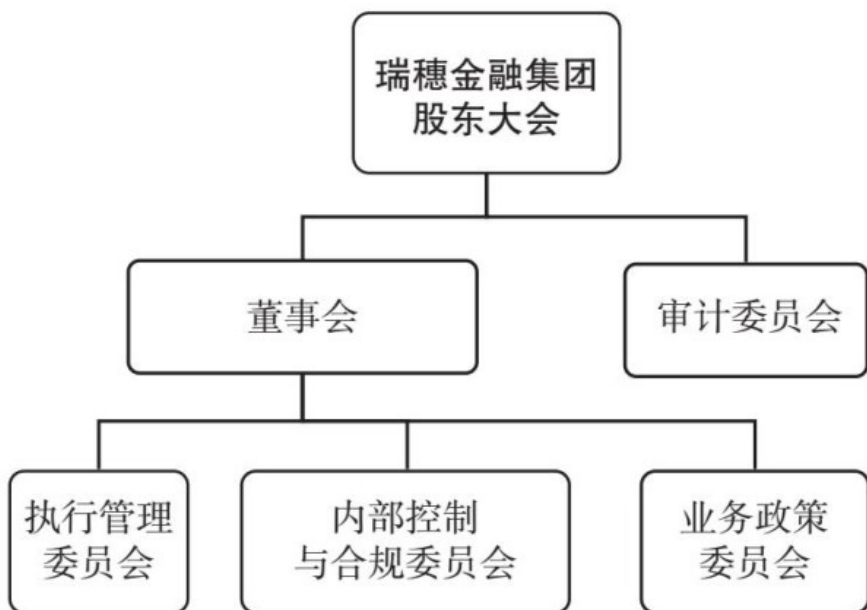 瑞穗金融集团
股东大会
董事会
审计委员会
执行管理
委员会
内部控制
与合规委员会
业务政策
委员会